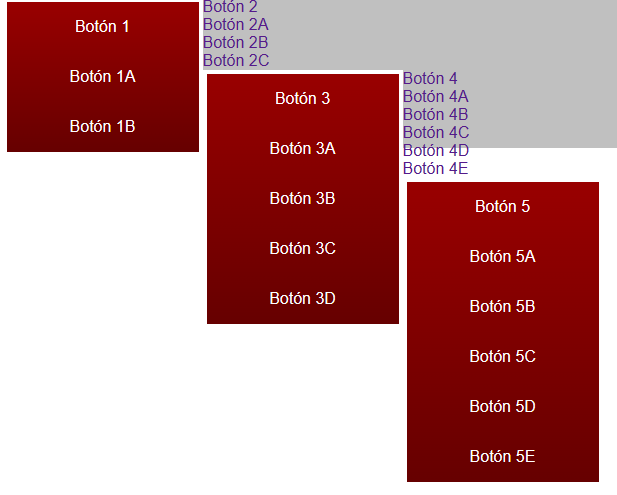 Botón 1
Botón 1A
Botón 1B
Botón 2
Botón 2A
Botón 2B
Botón 2C
Botón 3
Botón 3A
Botón 3B
Botón 3C
Botón 3D
Botón 4
Botón 4A
Botón 4B
Botón 4C
Botón 4D
Botón 4E
Botón 5
Botón 5A
Botón 5B
Botón 5C
Botón 5D
Botón 5E